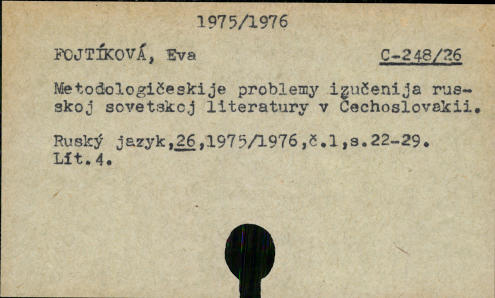 1975/1976
FOJTÍKOVÁ, Eva C-248/26
Metodologičeskije problemy izučenija rus-
skoj sovetskoj literatury v Čechoslovakii.
Ruský jazyk,26,1975/1976,č.1,s.22-29.
Lit.4.